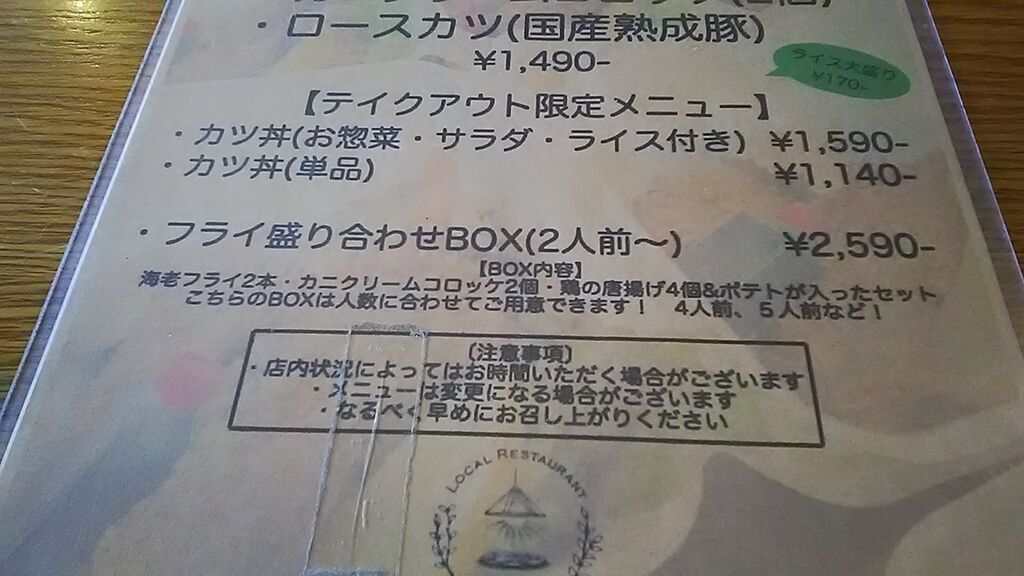 ・ロースカツ(国産熟成豚)
¥1,490-
ライス大盛り
¥170-
【テイクアウト限定メニュー】
・カツ丼(お惣菜・サラダ・ライス付き) ¥1,590-
・カツ丼(単品) ¥1,140-
・フライ盛り合わせBOX(2人前〜) ¥2,590-
【BOX内容】
海老フライ2本・カニクリームコロッケ2個・鶏の唐揚げ4個&ポテトが入ったセット
こちらのBOXは人数に合わせてご用意できます! 4人前、5人前など!
〔注意事項〕
・店内状況によってはお時間いただく場合がございます
・メニューは変更になる場合がございます
・なるべく早めにお召し上がりください
LOCAL RESTAURANT